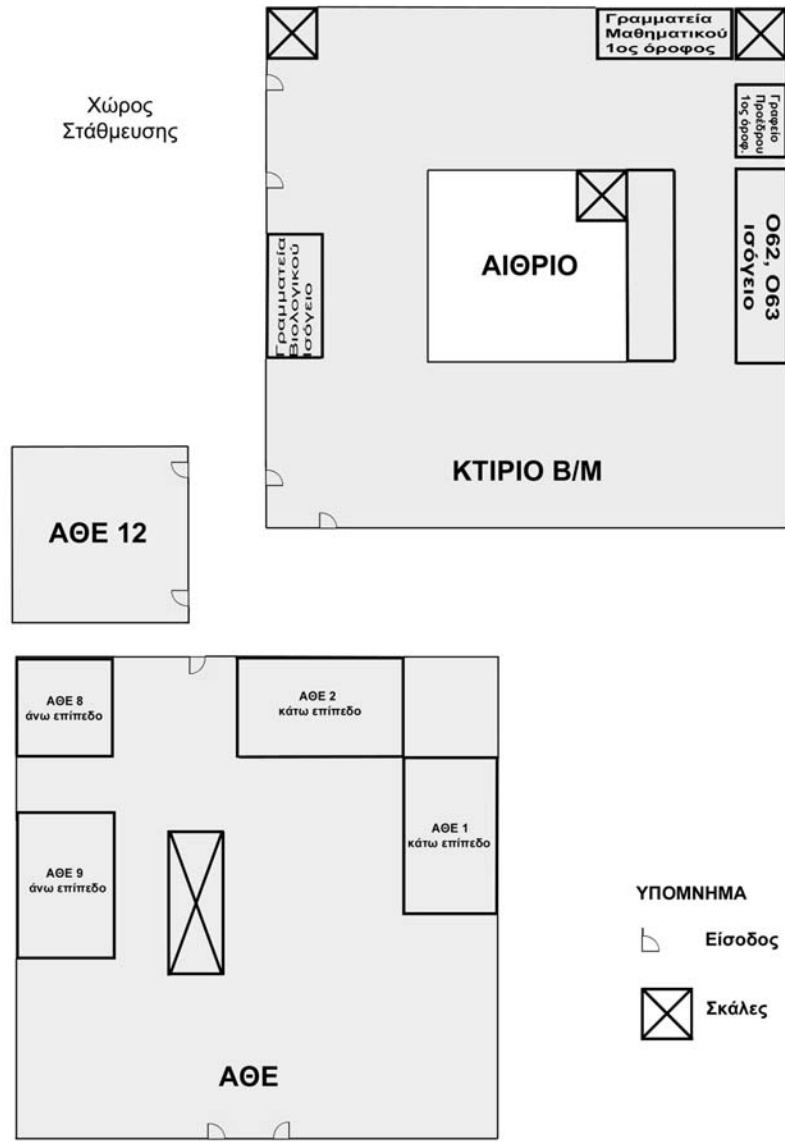 Γραμματεία
Μαθηματικού
1ος όροφος
Χώρος
Στάθμευσης
Γραφείο
Προέδρου
1ος όροφ.
ΑΙΘΡΙΟ
Ο62, Ο63
ισόγειο
Γραμματεία
Βιολογικού
Ισόγειο
ΚΤΙΡΙΟ Β/Μ
ΑΘΕ 12
ΑΘΕ 8
άνω επίπεδο
ΑΘΕ 2
κάτω επίπεδο
ΑΘΕ 1
κάτω επίπεδο
ΑΘΕ 9
άνω επίπεδο
ΥΠΟΜΝΗΜΑ
Είσοδος
Σκάλες
ΑΘΕ